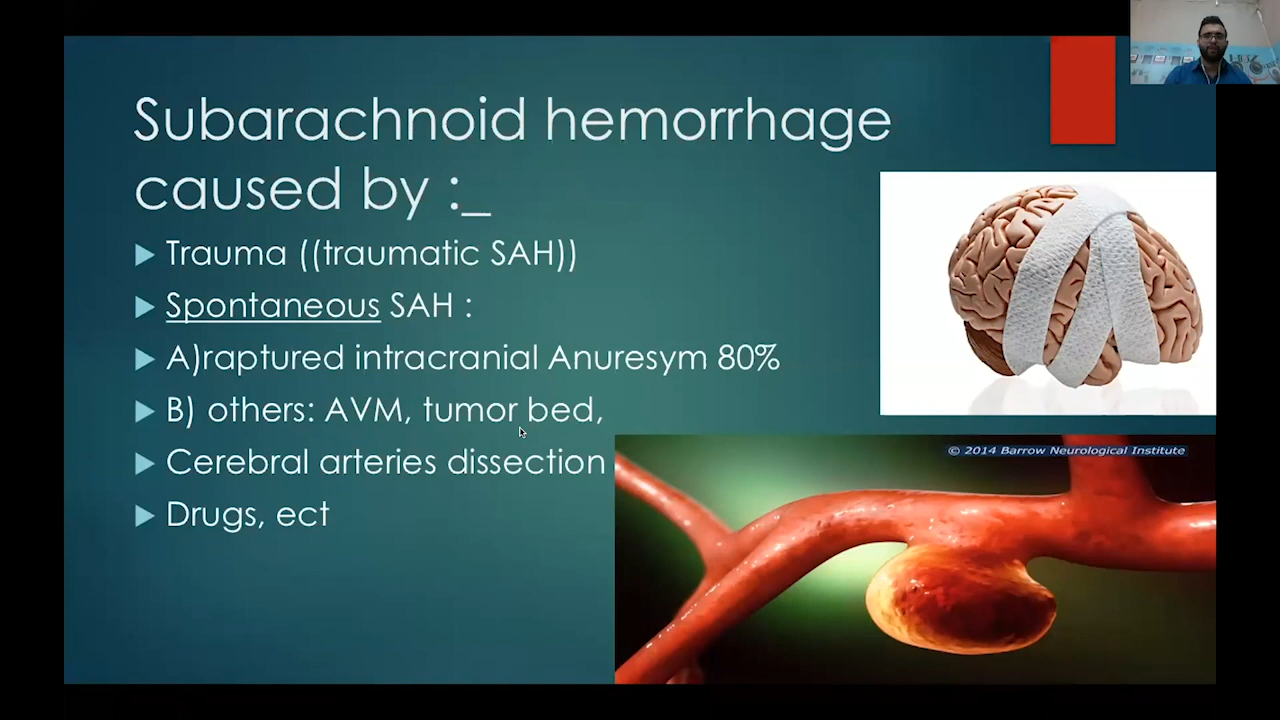 Subarachnoid hemorrhage
caused by :_
Trauma ((traumatic SAH))
Spontaneous SAH :
A)raptured intracranial Anuresym 80%
B) others: AVM, tumor bed,
Cerebral arteries dissection
Drugs, ect
© 2014 Barrow Neurological Institute